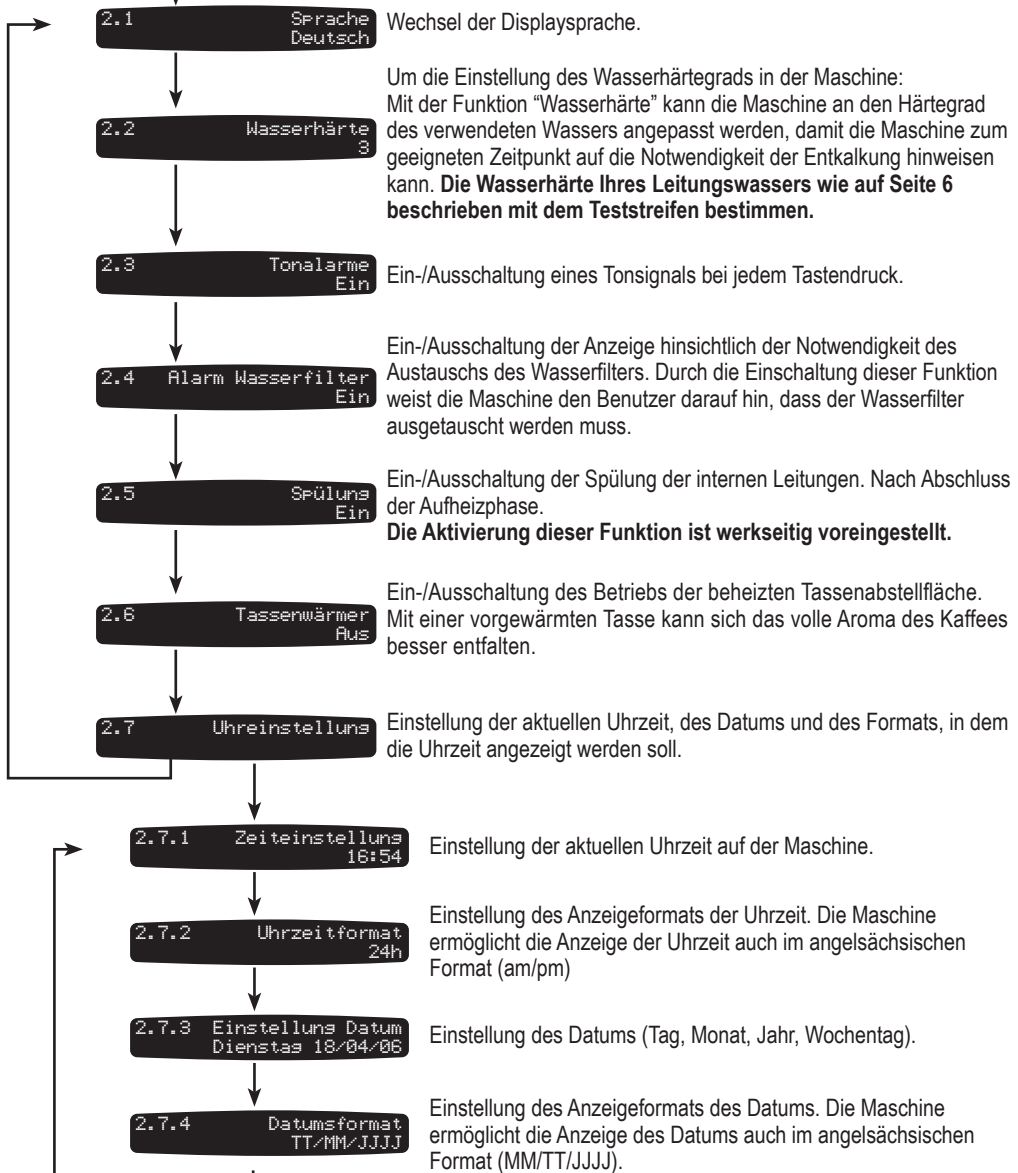 2.1 Sprache
Deutsch
Wechsel der Displaysprache.
Um die Einstellung des Wasserhärtegrads in der Maschine:
Mit der Funktion “Wasserhärte” kann die Maschine an den Härtegrad
des verwendeten Wassers angepasst werden, damit die Maschine zum
geeigneten Zeitpunkt auf die Notwendigkeit der Entkalkung hinweisen
kann. Die Wasserhärte Ihres Leitungswassers wie auf Seite 6
beschrieben mit dem Teststreifen bestimmen.
2.2 Wasserhärte
3
2.3 Tonalarme
Ein
Ein-/Ausschaltung eines Tonsignals bei jedem Tastendruck.
2.4 Alarm Wasserfilter
Ein
Ein-/Ausschaltung der Anzeige hinsichtlich der Notwendigkeit des
Austauschs des Wasserfilters. Durch die Einschaltung dieser Funktion
weist die Maschine den Benutzer darauf hin, dass der Wasserfilter
ausgetauscht werden muss.
2.5 Spülung
Ein
Ein-/Ausschaltung der Spülung der internen Leitungen. Nach Abschluss
der Aufheizphase.
Die Aktivierung dieser Funktion ist werkseitig voreingestellt.
2.6 Tassenwärmer
Aus
Ein-/Ausschaltung des Betriebs der beheizten Tassenabstellfläche.
Mit einer vorgewärmten Tasse kann sich das volle Aroma des Kaffees
besser entfalten.
2.7 Uhreinstellung
Einstellung der aktuellen Uhrzeit, des Datums und des Formats, in dem
die Uhrzeit angezeigt werden soll.
2.7.1 Zeiteinstellung
16:54
Einstellung der aktuellen Uhrzeit auf der Maschine.
2.7.2 Uhrzeitformat
24h
Einstellung des Anzeigeformats der Uhrzeit. Die Maschine
ermöglicht die Anzeige der Uhrzeit auch im angelsächsischen
Format (am/pm)
2.7.3 Einstellung Datum
Dienstag 18/04/06
Einstellung des Datums (Tag, Monat, Jahr, Wochentag).
2.7.4 Datumsformat
TT/MM/JJJJ
Einstellung des Anzeigeformats des Datums. Die Maschine
ermöglicht die Anzeige des Datums auch im angelsächsischen
Format (MM/TT/JJJJ).